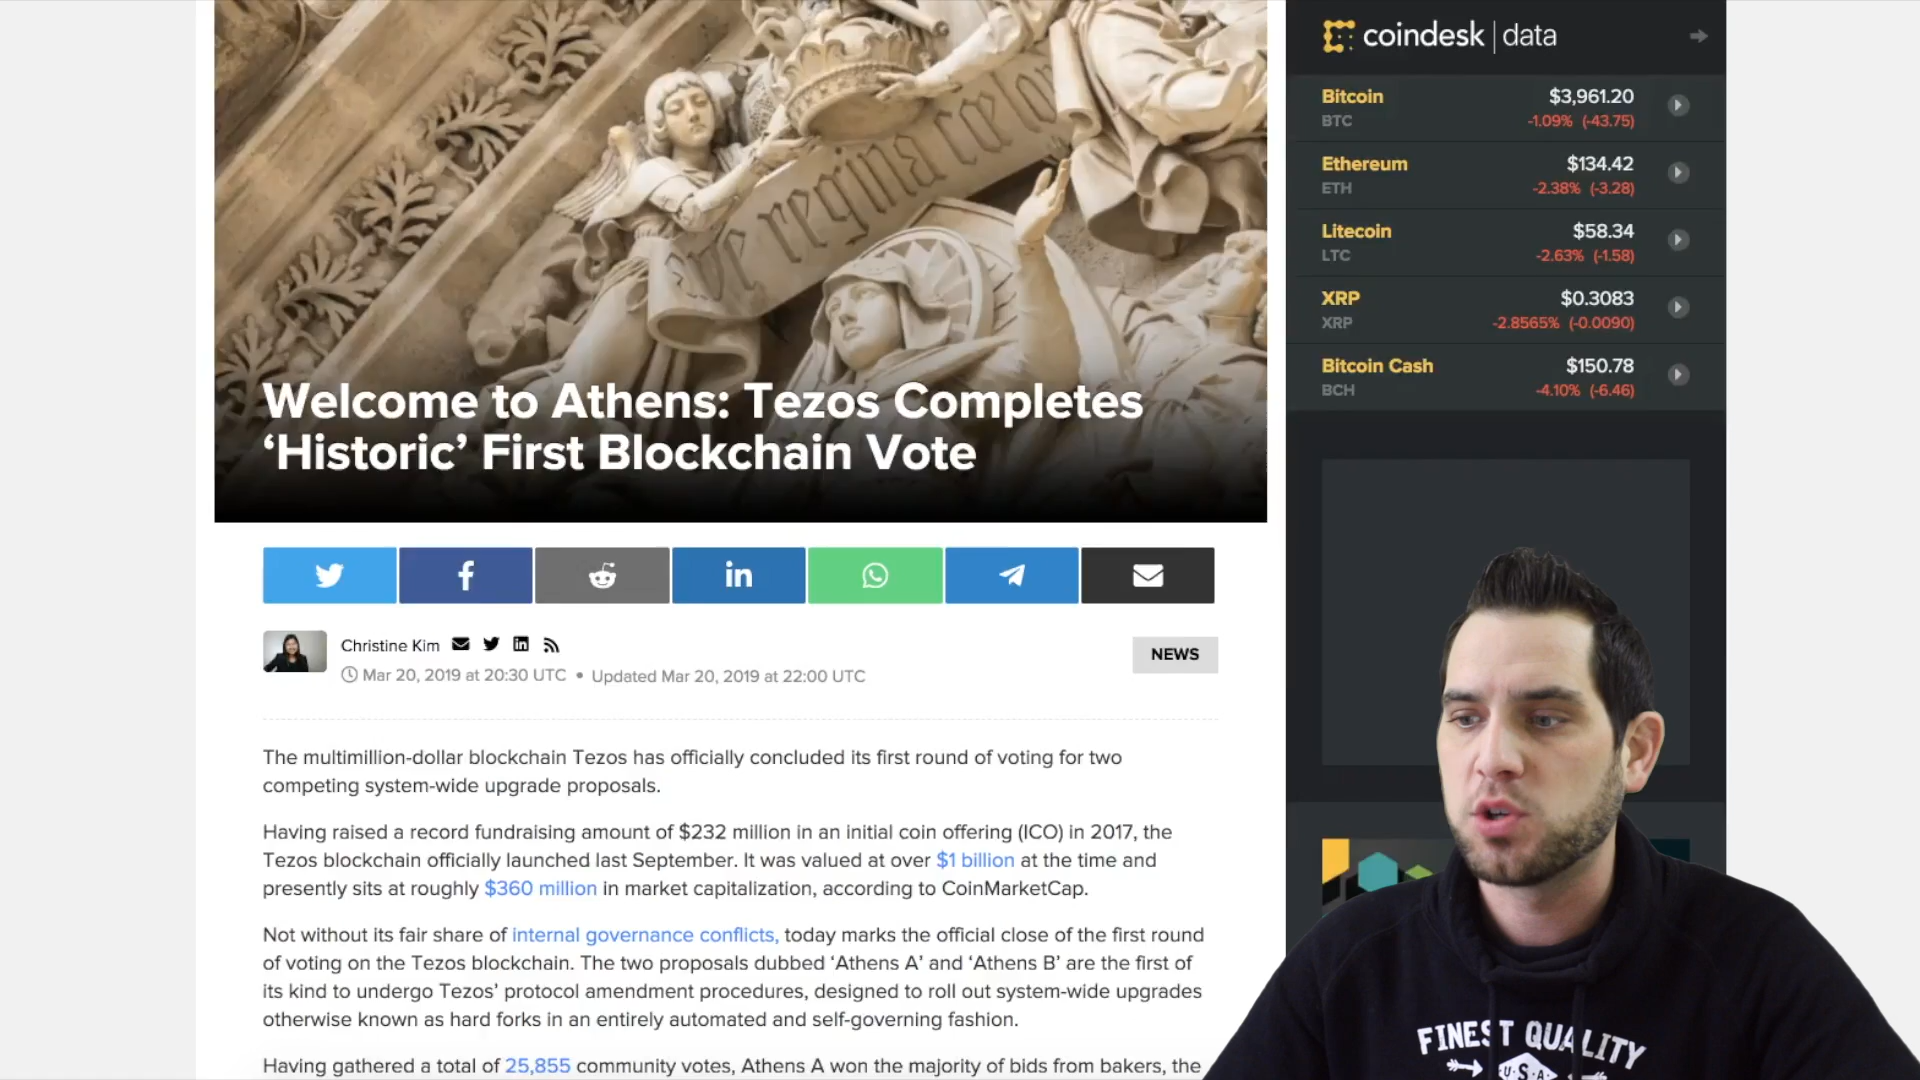 ave regina celo
Welcome to Athens: Tezos Completes
‘Historic’ First Blockchain Vote
Christine Kim
Mar 20, 2019 at 20:30 UTC • Updated Mar 20, 2019 at 22:00 UTC
NEWS
The multimillion-dollar blockchain Tezos has officially concluded its first round of voting for two
competing system-wide upgrade proposals.
Having raised a record fundraising amount of $232 million in an initial coin offering (ICO) in 2017, the
Tezos blockchain officially launched last September. It was valued at over $1 billion at the time and
presently sits at roughly $360 million in market capitalization, according to CoinMarketCap.
Not without its fair share of internal governance conflicts, today marks the official close of the first round
of voting on the Tezos blockchain. The two proposals dubbed ‘Athens A’ and ‘Athens B’ are the first of
its kind to undergo Tezos’ protocol amendment procedures, designed to roll out system-wide upgrades
otherwise known as hard forks in an entirely automated and self-governing fashion.
Having gathered a total of 25,855 community votes, Athens A won the majority of bids from bakers, the
coindesk | data
Bitcoin $3,961.20
BTC -1.09% (-43.75)
Ethereum $134.42
ETH -2.38% (-3.28)
Litecoin $58.34
LTC -2.63% (-1.58)
XRP $0.3083
XRP -2.8565% (-0.0090)
Bitcoin Cash $150.78
BCH -4.10% (-6.46)
FINEST QUALITY
U.S.A